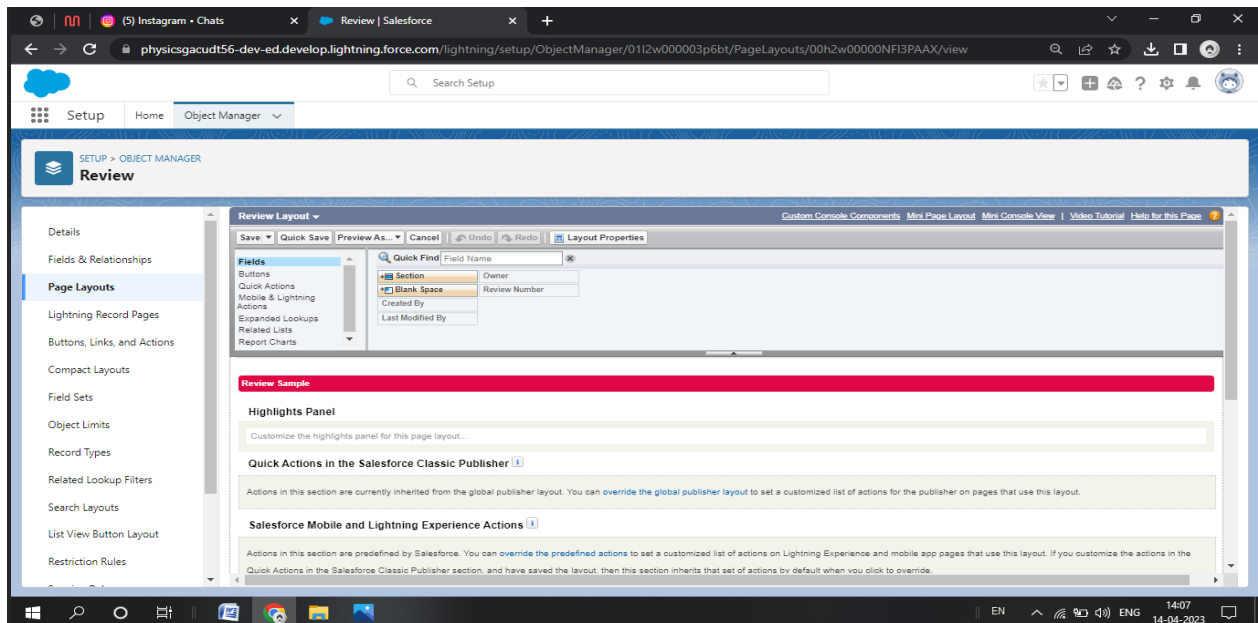 (5) Instagram • Chats
Review | Salesforce
physicsgacudt56-dev-ed.develop.lightning.force.com/lightning/setup/ObjectManager/01I2w000003p6bt/PageLayouts/00h2w00000NFI3PAAX/view
Search Setup
Setup Home Object Manager
SETUP > OBJECT MANAGER
Review
Details
Fields & Relationships
Page Layouts
Lightning Record Pages
Buttons, Links, and Actions
Compact Layouts
Field Sets
Object Limits
Record Types
Related Lookup Filters
Search Layouts
List View Button Layout
Restriction Rules
Review Layout
Custom Console Components Mini Page Layout Mini Console View | Video Tutorial Help for this Page
Save Quick Save Preview As... Cancel Undo Redo Layout Properties
Fields
Buttons
Quick Actions
Mobile & Lightning
Actions
Expanded Lookups
Related Lists
Report Charts
Quick Find Field Name
Section Owner
Blank Space Review Number
Created By
Last Modified By
Review Sample
Highlights Panel
Customize the highlights panel for this page layout...
Quick Actions in the Salesforce Classic Publisher
Actions in this section are currently inherited from the global publisher layout. You can override the global publisher layout to set a customized list of actions for the publisher on pages that use this layout.
Salesforce Mobile and Lightning Experience Actions
Actions in this section are predefined by Salesforce. You can override the predefined actions to set a customized list of actions on Lightning Experience and mobile app pages that use this layout. If you customize the actions in the
Quick Actions in the Salesforce Classic Publisher section, and have saved the layout, then this section inherits that set of actions by default when you click to override.
EN ENG 14:07
14-04-2023